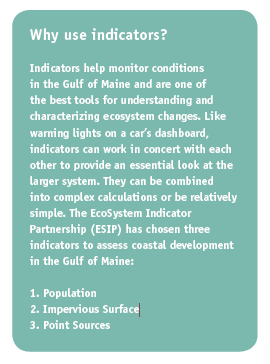 Why use indicators?
Indicators help monitor conditions
in the Gulf of Maine and are one of
the best tools for understanding and
characterizing ecosystem changes. Like
warning lights on a car's dashboard,
indicators can work in concert with each
other to provide an essential look at the
larger system. They can be combined
into complex calculations or be relatively
simple. The EcoSystem Indicator
Partnership (ESIP) has chosen three
indicators to assess coastal development
in the Gulf of Maine:
1. Population
2. Impervious Surface
3. Point Sources